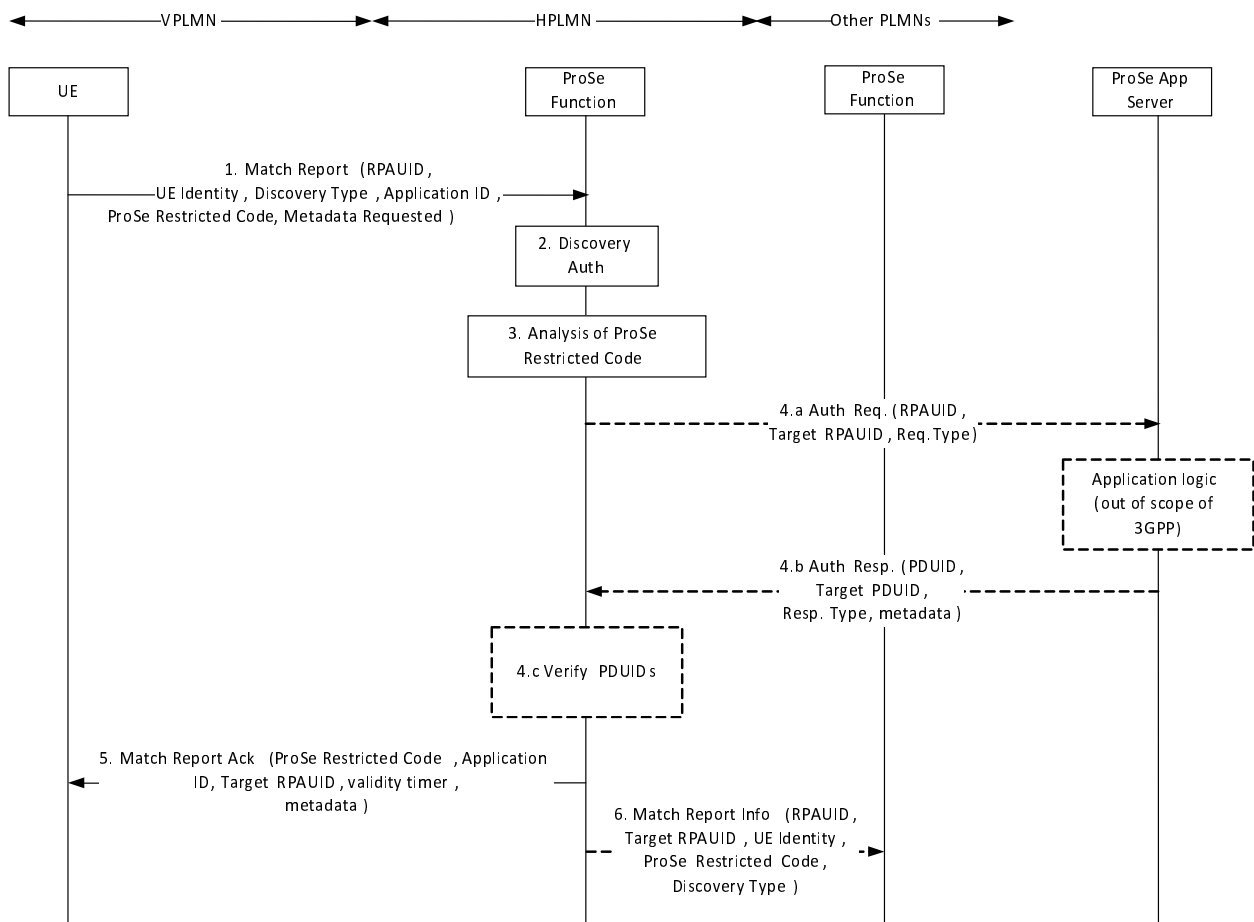 VPLMN
HPLMN
Other PLMNs
UE
ProSe
Function
ProSe
Function
ProSe App
Server
1. Match Report (RPAUID,
UE Identity, Discovery Type, Application ID,
ProSe Restricted Code, Metadata Requested)
2. Discovery
Auth
3. Analysis of ProSe
Restricted Code
4.a Auth Req. (RPAUID,
Target RPAUID, Req.Type)
Application logic
(out of scope of
3GPP)
4.b Auth Resp. (PDUID,
Target PDUID,
Resp. Type, metadata)
4.c Verify PDUIDs
5. Match Report Ack (ProSe Restricted Code, Application
ID, Target RPAUID, validity timer,
metadata)
6. Match Report Info (RPAUID,
Target RPAUID, UE Identity,
ProSe Restricted Code,
Discovery Type)